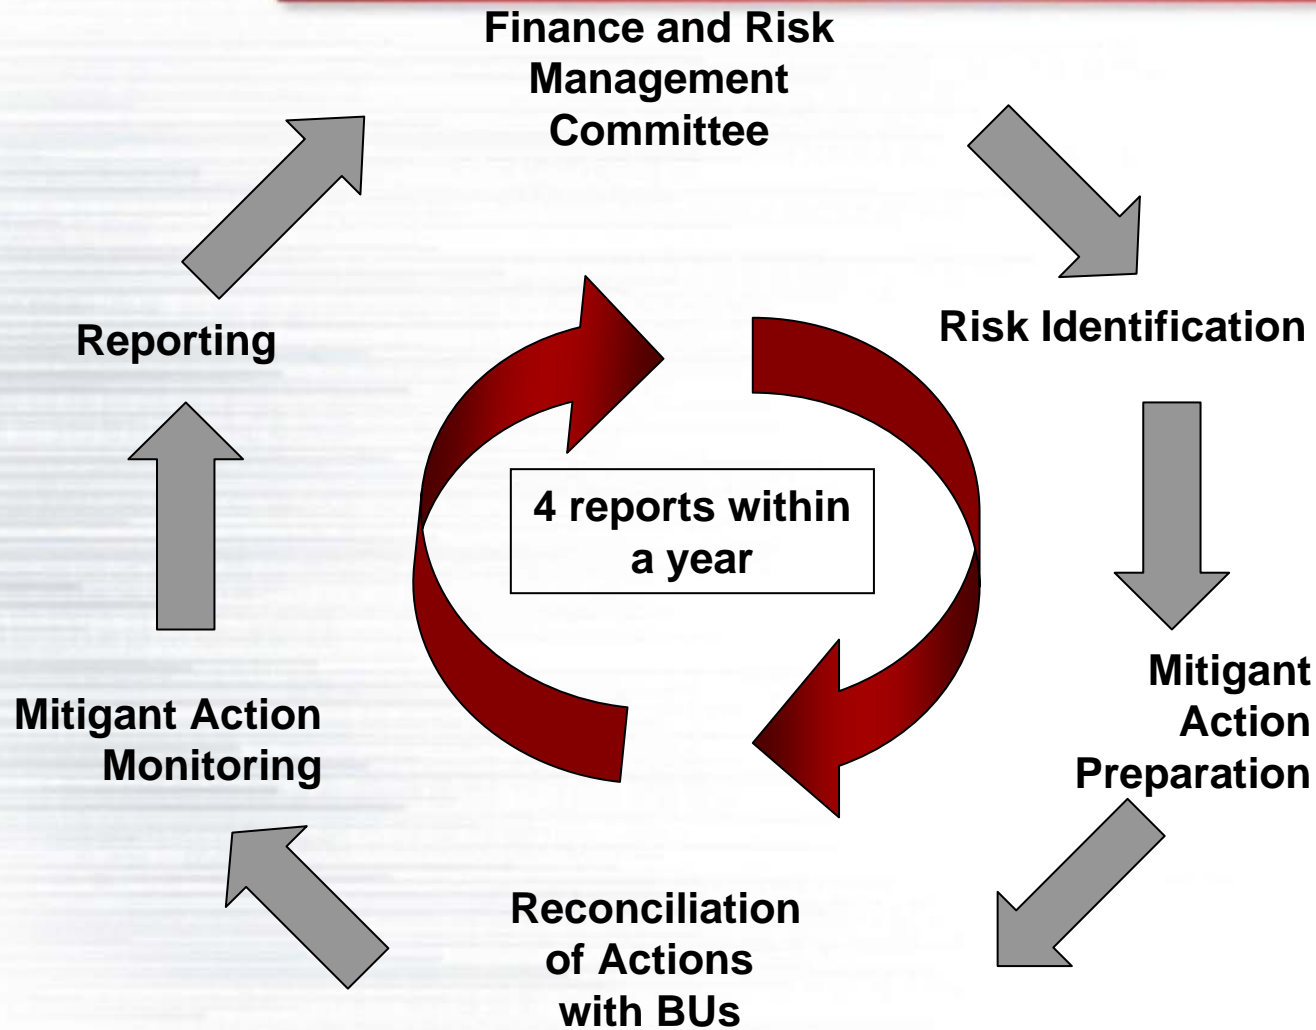 Finance and Risk
Management
Committee
Risk Identification
Mitigant
Action
Preparation
Reconciliation
of Actions
with BUs
Mitigant Action
Monitoring
Reporting
4 reports within
a year